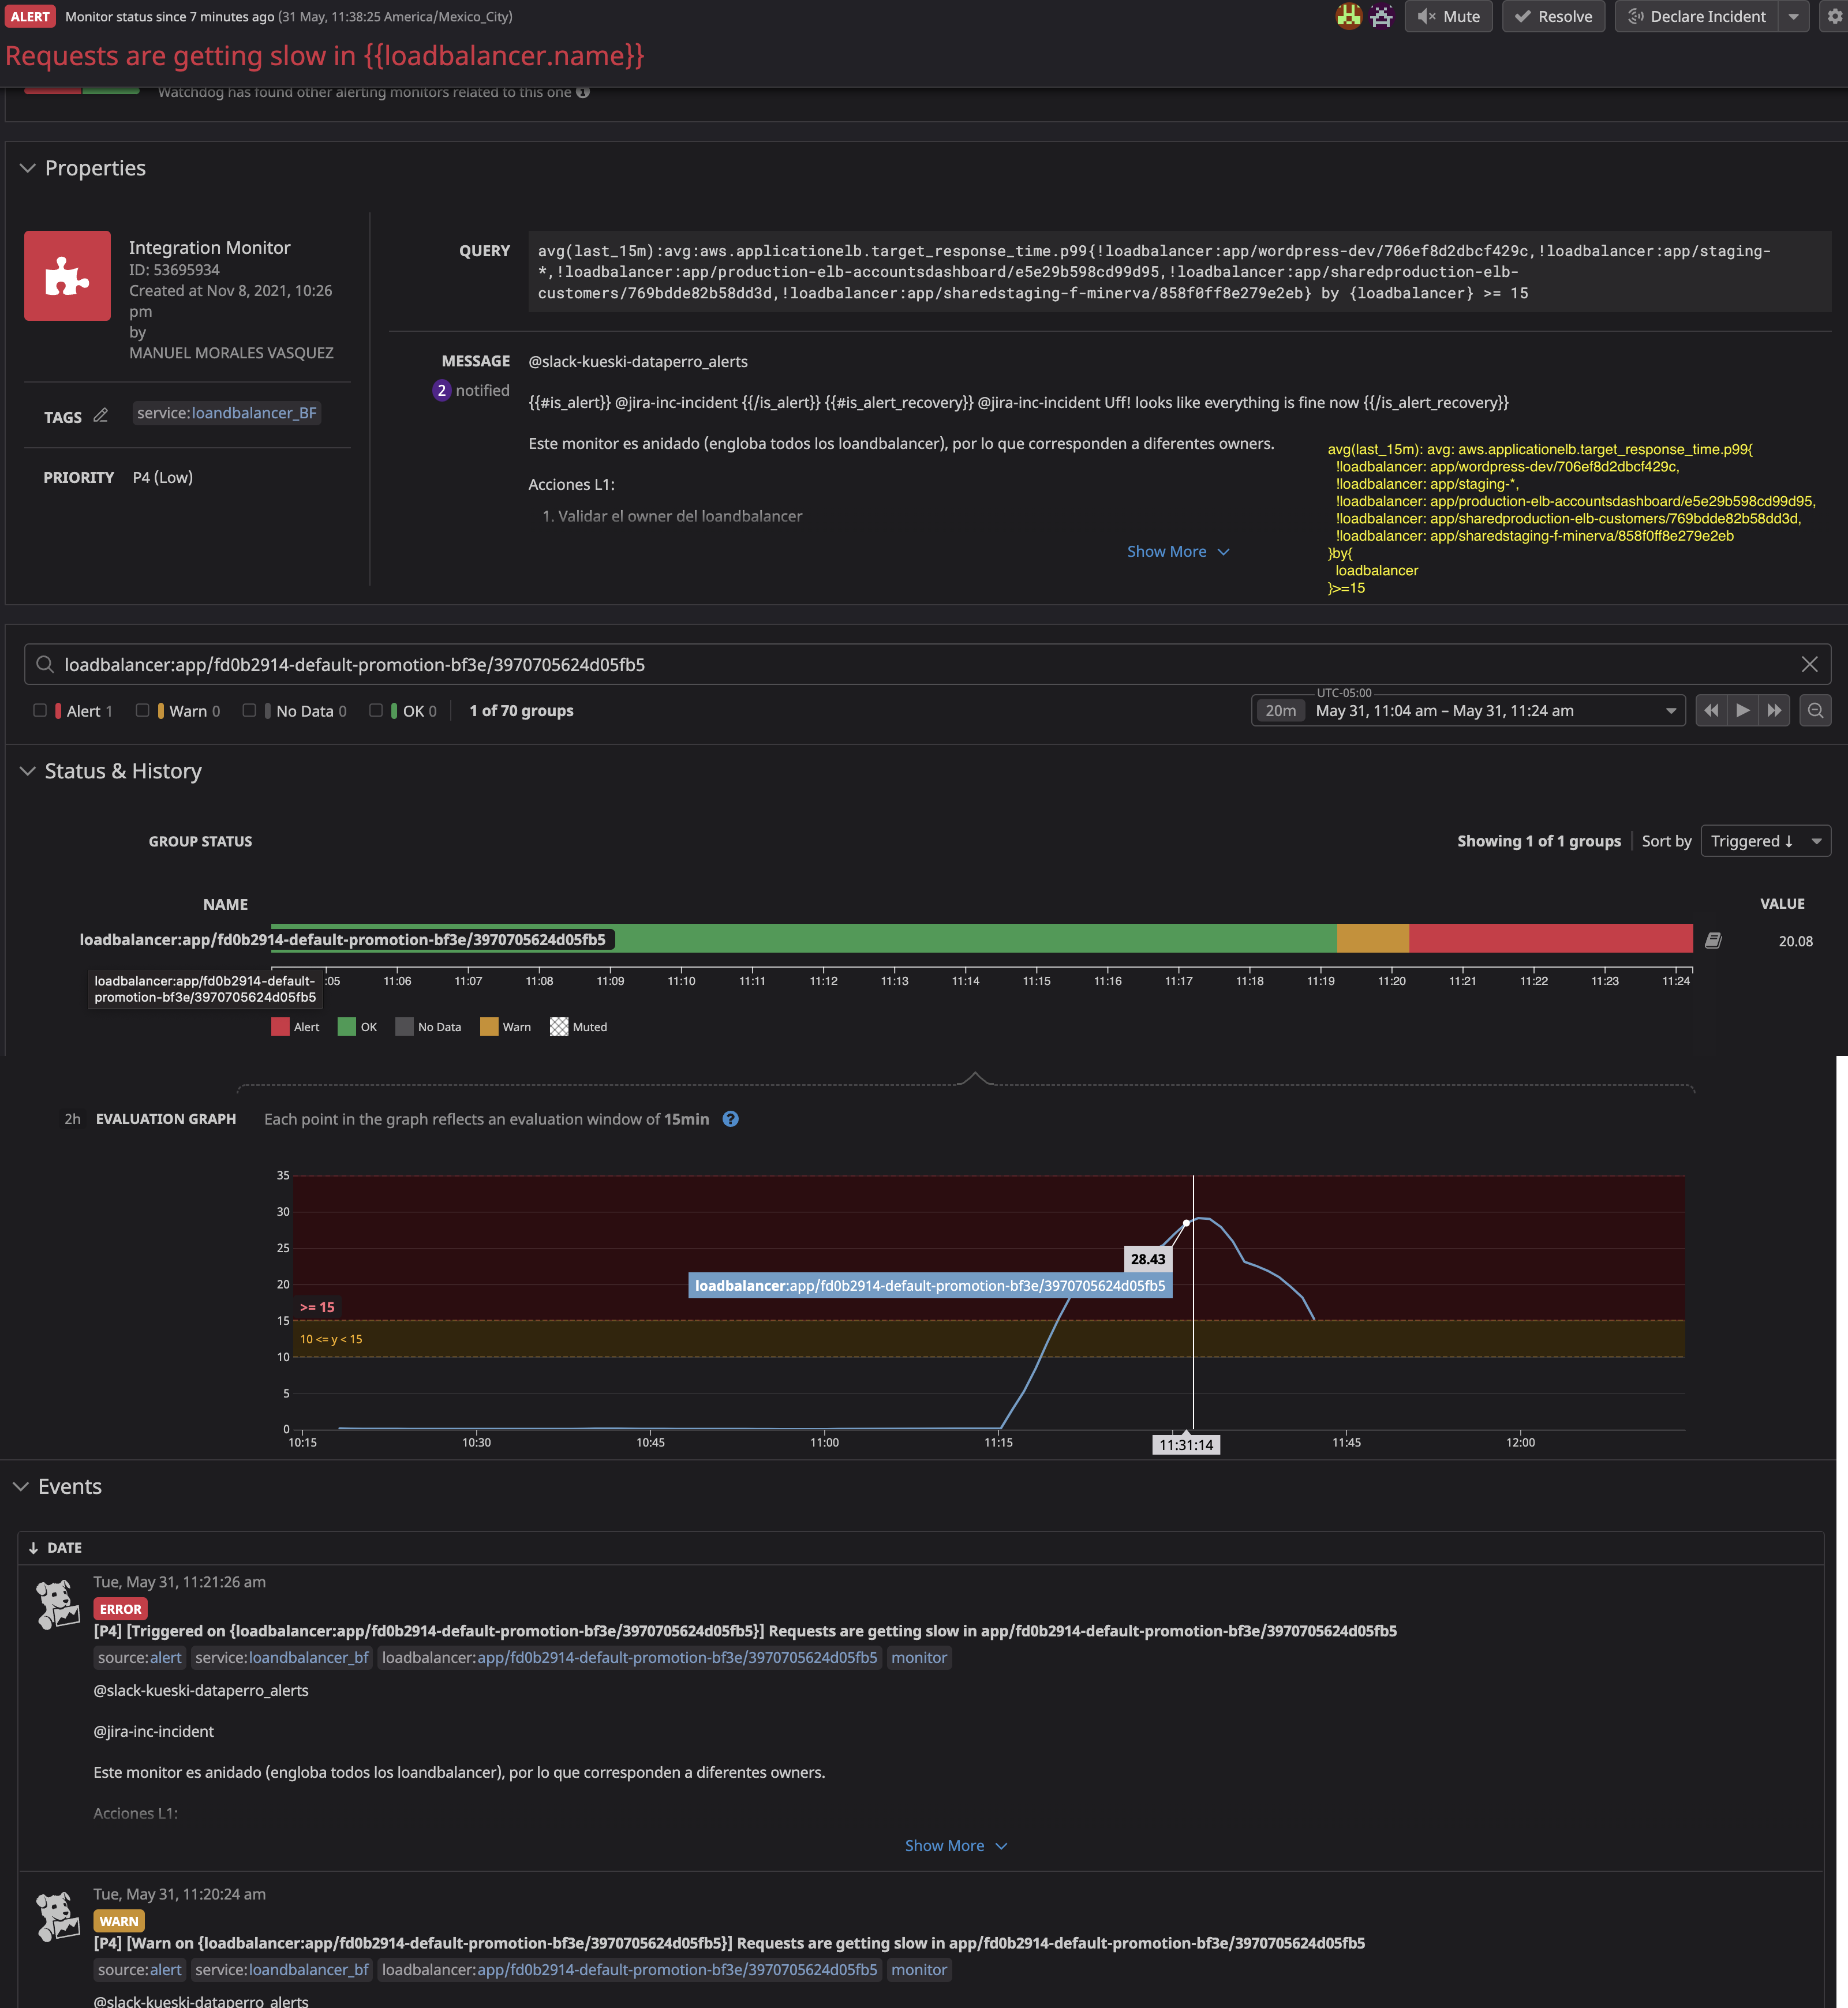 ALERT Monitor status since 7 minutes ago (31 May, 11:38:25 America/Mexico_City) Mute Resolve Declare Incident
Requests are getting slow in {{loadbalancer.name}}
Watchdog has found other alerting monitors related to this one
Properties
Integration Monitor
ID: 53695934
Created at Nov 8, 2021, 10:26
pm
by
MANUEL MORALES VASQUEZ
TAGS service:loandbalancer_BF
PRIORITY P4 (Low)
QUERY
avg(last_15m):avg:aws.applicationelb.target_response_time.p99{!loadbalancer:app/wordpress-dev/706ef8d2dbcf429c,!loadbalancer:app/staging-
*,!loadbalancer:app/production-elb-accountsdashboard/e5e29b598cd99d95,!loadbalancer:app/sharedproduction-elb-
customers/769bdde82b58dd3d,!loadbalancer:app/sharedstaging-f-minerva/858f0ff8e279e2eb} by {loadbalancer} >= 15
MESSAGE @slack-kueski-dataperro_alerts
2 notified
{{#is_alert}} @jira-inc-incident {{/is_alert}} {{#is_alert_recovery}} @jira-inc-incident Uff! looks like everything is fine now {{/is_alert_recovery}}
Este monitor es anidado (engloba todos los loandbalancer), por lo que corresponden a diferentes owners.
Acciones L1:
1. Validar el owner del loandbalancer
Show More
avg(last_15m): avg: aws.applicationelb.target_response_time.p99{
!loadbalancer: app/wordpress-dev/706ef8d2dbcf429c,
!loadbalancer: app/staging-*,
!loadbalancer: app/production-elb-accountsdashboard/e5e29b598cd99d95,
!loadbalancer: app/sharedproduction-elb-customers/769bdde82b58dd3d,
!loadbalancer: app/sharedstaging-f-minerva/858f0ff8e279e2eb
}by{
loadbalancer
}>=15
loadbalancer:app/fd0b2914-default-promotion-bf3e/3970705624d05fb5
Alert 1 Warn 0 No Data 0 OK 0 1 of 70 groups
UTC-05:00
20m May 31, 11:04 am – May 31, 11:24 am
Status & History
GROUP STATUS Showing 1 of 1 groups Sort by Triggered ↓
NAME VALUE
loadbalancer:app/fd0b2914-default-promotion-bf3e/3970705624d05fb5 20.08
loadbalancer:app/fd0b2914-default-
promotion-bf3e/3970705624d05fb5
:05 11:06 11:07 11:08 11:09 11:10 11:11 11:12 11:13 11:14 11:15 11:16 11:17 11:18 11:19 11:20 11:21 11:22 11:23 11:24
Alert OK No Data Warn Muted
2h EVALUATION GRAPH Each point in the graph reflects an evaluation window of 15min
35
30
25
20
15
10
5
0
28.43
loadbalancer:app/fd0b2914-default-promotion-bf3e/3970705624d05fb5
>= 15
10 <= y < 15
10:15 10:30 10:45 11:00 11:15 11:31:14 11:45 12:00
Events
↓ DATE
Tue, May 31, 11:21:26 am
ERROR
[P4] [Triggered on {loadbalancer:app/fd0b2914-default-promotion-bf3e/3970705624d05fb5}] Requests are getting slow in app/fd0b2914-default-promotion-bf3e/3970705624d05fb5
source:alert service:loandbalancer_bf loadbalancer:app/fd0b2914-default-promotion-bf3e/3970705624d05fb5 monitor
@slack-kueski-dataperro_alerts
@jira-inc-incident
Este monitor es anidado (engloba todos los loandbalancer), por lo que corresponden a diferentes owners.
Acciones L1:
Show More
Tue, May 31, 11:20:24 am
WARN
[P4] [Warn on {loadbalancer:app/fd0b2914-default-promotion-bf3e/3970705624d05fb5}] Requests are getting slow in app/fd0b2914-default-promotion-bf3e/3970705624d05fb5
source:alert service:loandbalancer_bf loadbalancer:app/fd0b2914-default-promotion-bf3e/3970705624d05fb5 monitor
@slack-kueski-dataperro_alerts